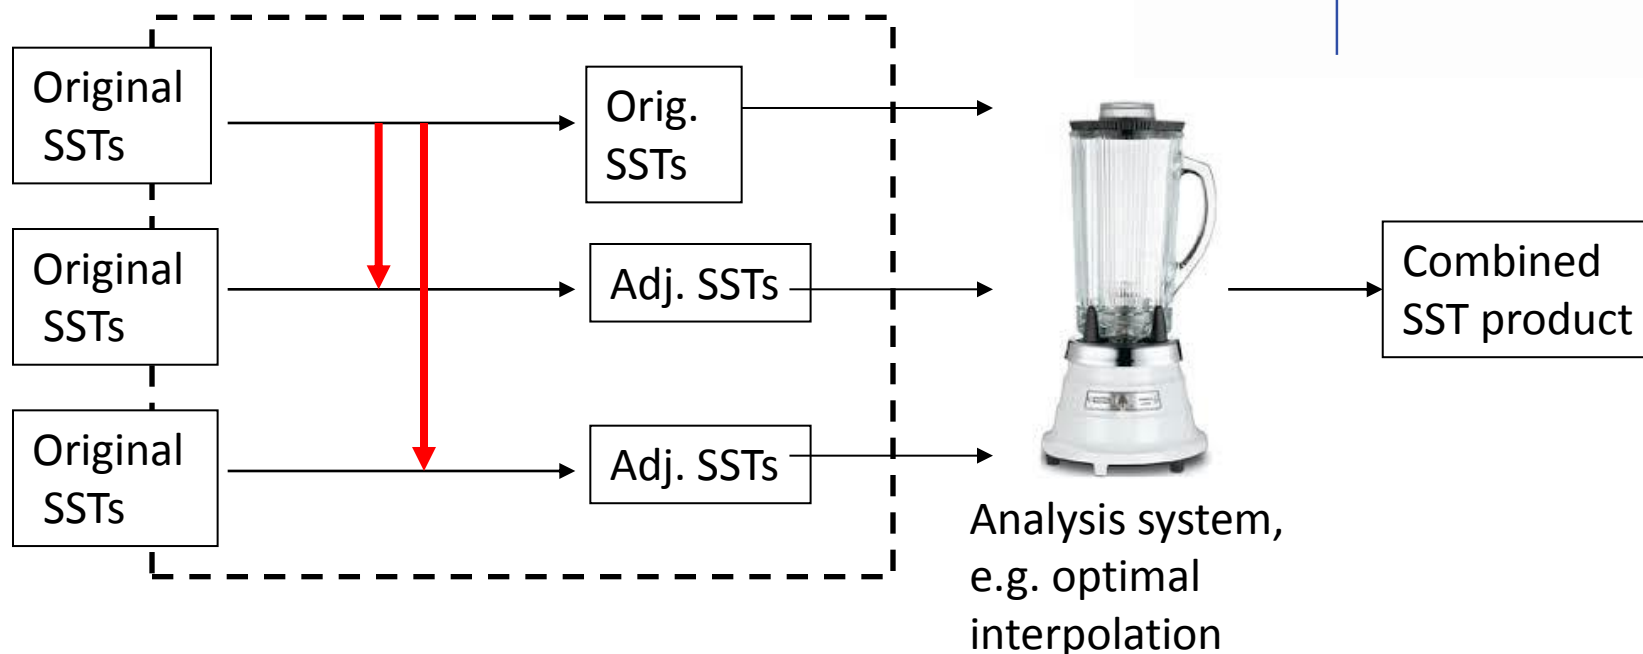 Original
SSTs
Orig.
SSTs
Original
SSTs
Adj. SSTs
Combined
SST product
Original
SSTs
Adj. SSTs
Analysis system,
e.g. optimal
interpolation